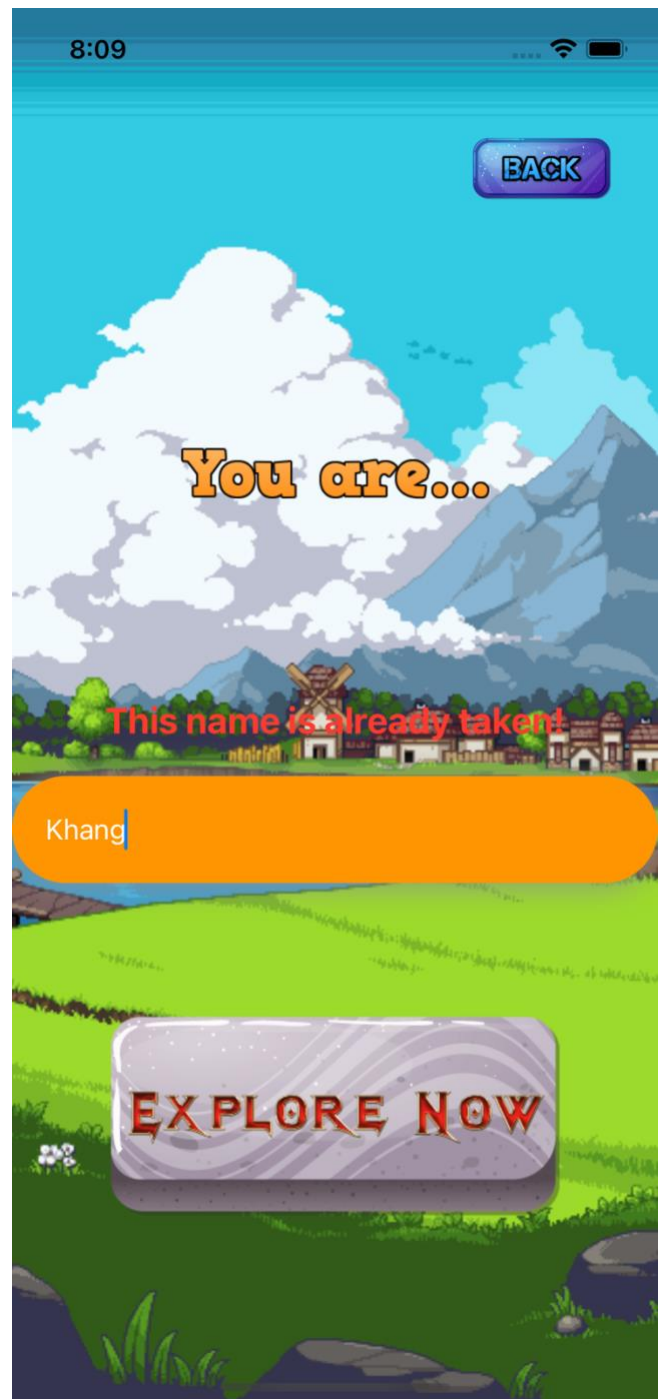 8:09
BACK
You are...
This name is already taken!
Khang
EXPLORE NOW